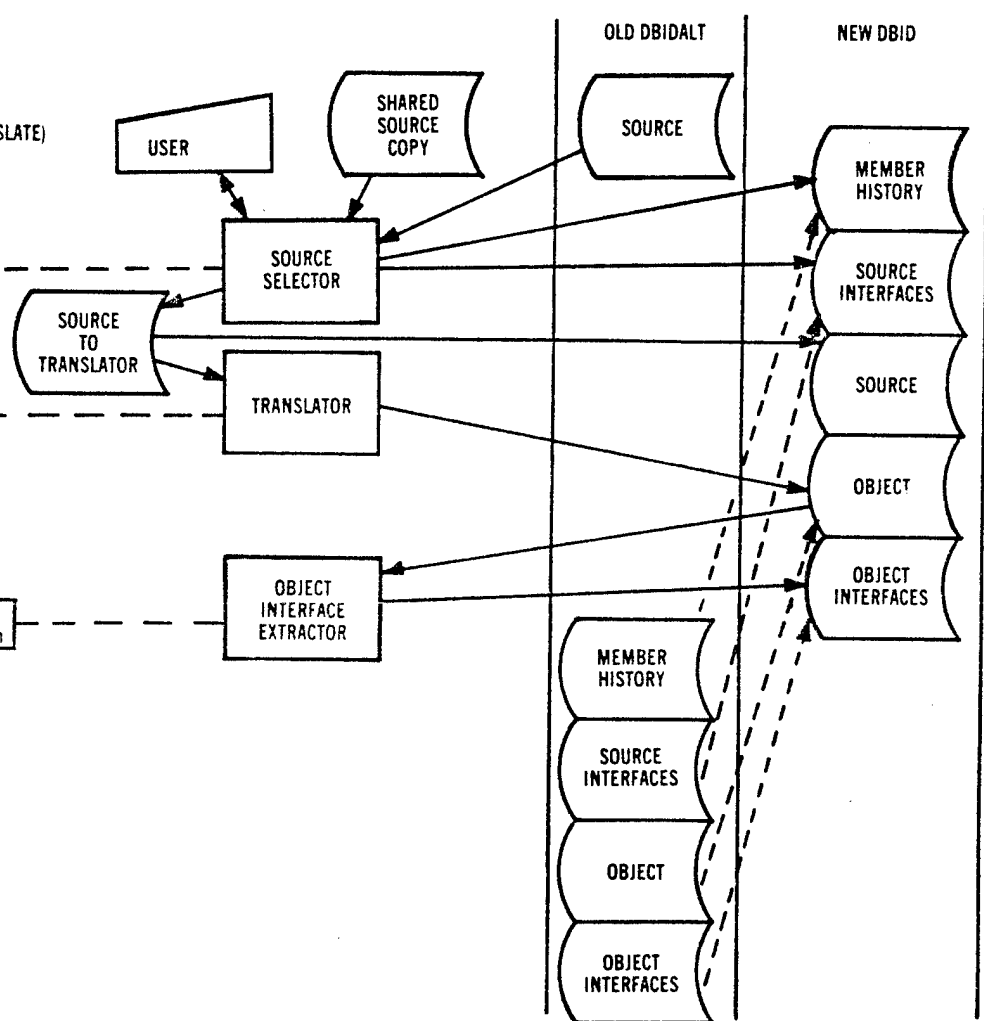 OLD DBIDALT
NEW DBID
SLATE)
USER
SHARED
SOURCE
COPY
SOURCE
MEMBER
HISTORY
SOURCE
SELECTOR
SOURCE
INTERFACES
SOURCE
TO
TRANSLATOR
TRANSLATOR
SOURCE
OBJECT
OBJECT
INTERFACE
EXTRACTOR
OBJECT
INTERFACES
MEMBER
HISTORY
SOURCE
INTERFACES
OBJECT
OBJECT
INTERFACES